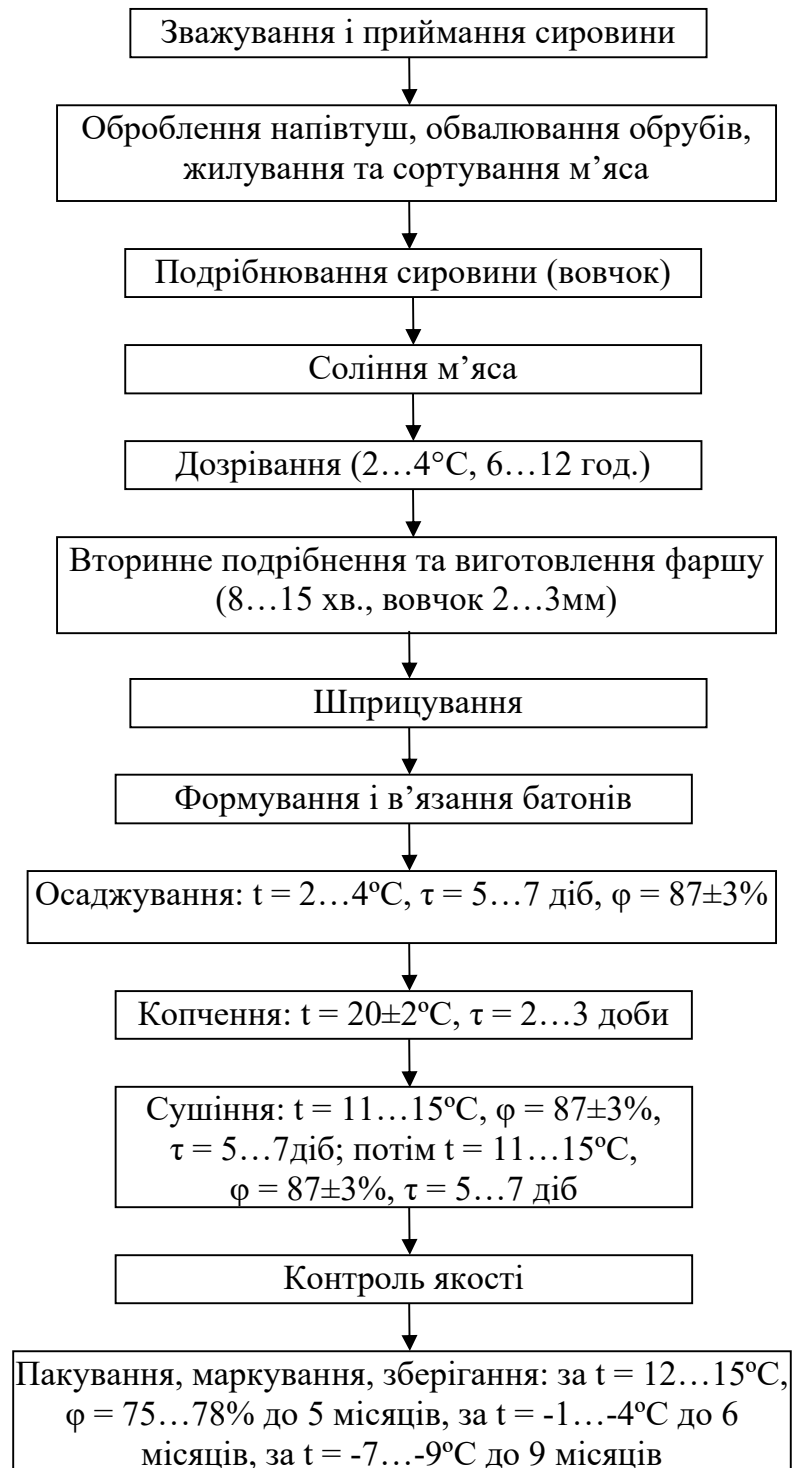 Зважування і приймання сировини
Оброблення напівтуш, обвалювання обрубів,
жилування та сортування м’яса
Подрібнювання сировини (вовчок)
Соління м’яса
Дозрівання (2…4°С, 6…12 год.)
Вторинне подрібнення та виготовлення фаршу
(8…15 хв., вовчок 2…3мм)
Шприцування
Формування і в’язання батонів
Осаджування: t = 2…4ºС, τ = 5…7 діб, φ = 87±3%
Копчення: t = 20±2ºС, τ = 2…3 доби
Сушіння: t = 11…15ºС, φ = 87±3%,
τ = 5…7діб; потім t = 11…15ºС,
φ = 87±3%, τ = 5…7 діб
Контроль якості
Пакування, маркування, зберігання: за t = 12…15ºС,
φ = 75…78% до 5 місяців, за t = -1…-4ºС до 6
місяців, за t = -7…-9ºС до 9 місяців